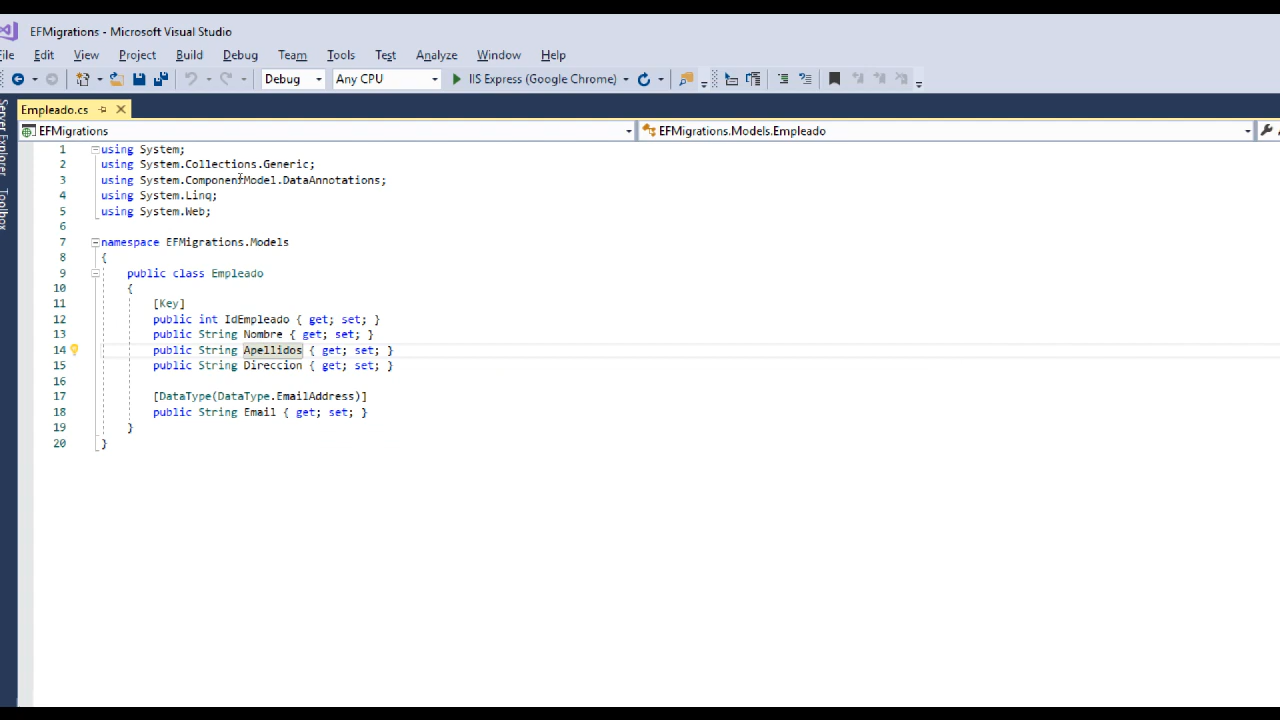 EFMigrations - Microsoft Visual Studio
File Edit View Project Build Debug Team Tools Test Analyze Window Help
Debug Any CPU IIS Express (Google Chrome)
Server Explorer
Toolbox
Empleado.cs
EFMigrations EFMigrations.Models.Empleado
1 using System;
2 using System.Collections.Generic;
3 using System.ComponentModel.DataAnnotations;
4 using System.Linq;
5 using System.Web;
6
7 namespace EFMigrations.Models
8 {
9 public class Empleado
10 {
11 [Key]
12 public int IdEmpleado { get; set; }
13 public String Nombre { get; set; }
14 public String Apellidos { get; set; }
15 public String Direccion { get; set; }
16
17 [DataType(DataType.EmailAddress)]
18 public String Email { get; set; }
19 }
20 }